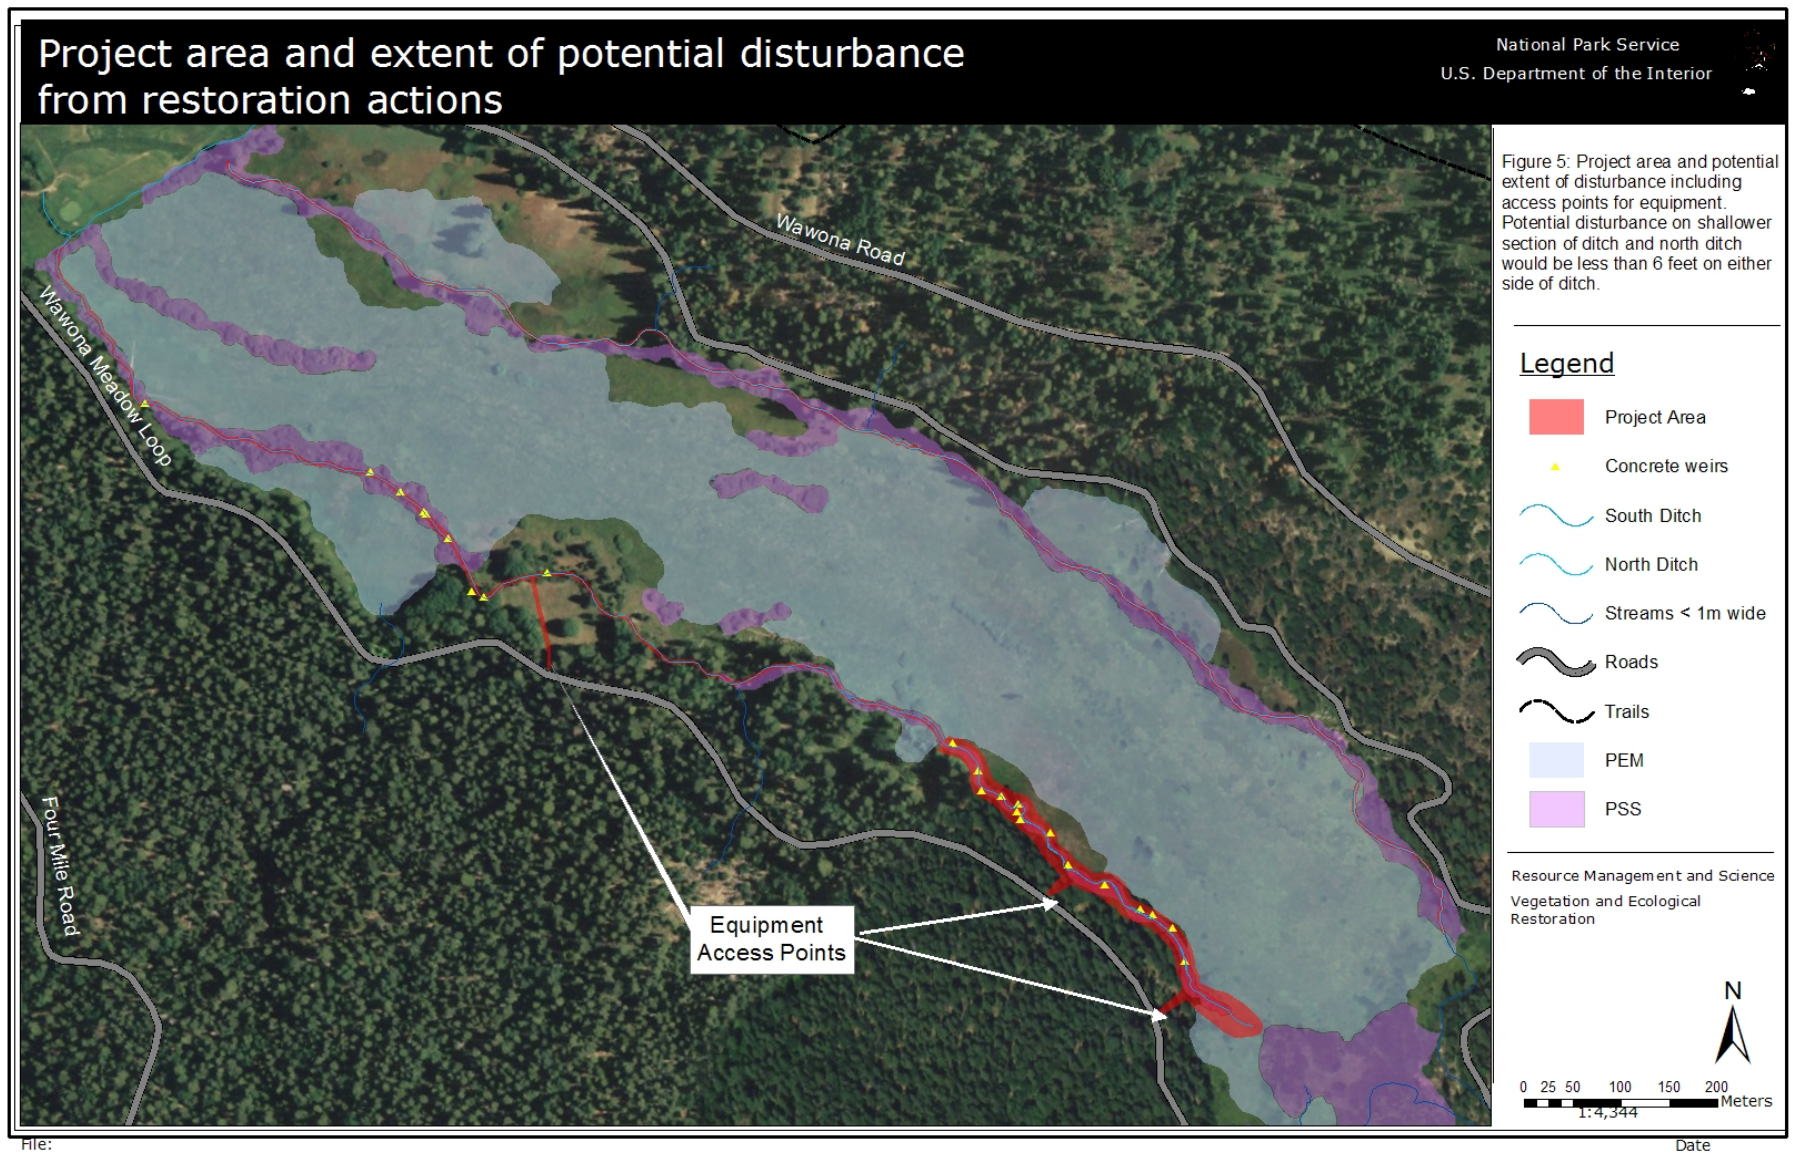 Project area and extent of potential disturbance
from restoration actions
National Park Service
U.S. Department of the Interior
Wawona Road
Wawona Meadow Loop
Four Mile Road
Equipment
Access Points
Figure 5: Project area and potential
extent of disturbance including
access points for equipment.
Potential disturbance on shallower
section of ditch and north ditch
would be less than 6 feet on either
side of ditch.
Legend
Project Area
Concrete weirs
South Ditch
North Ditch
Streams < 1m wide
Roads
Trails
PEM
PSS
Resource Management and Science
Vegetation and Ecological
Restoration
N
0 25 50 100 150 200
Meters
1:4,344
File:
Date